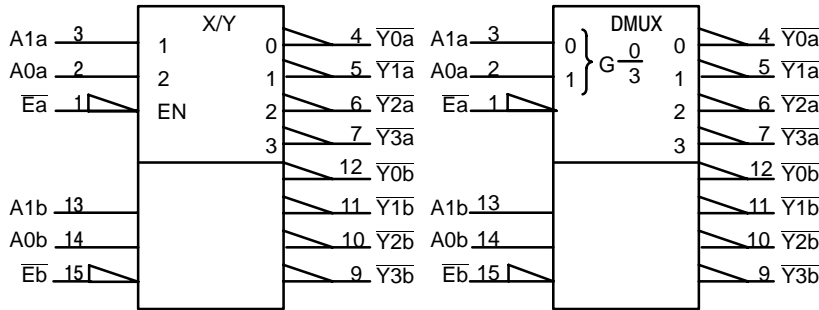 X/Y
A1a 3 1 0 4 Y0a
A0a 2 2 1 5 Y1a
Ea 1 EN 2 6 Y2a
3 7 Y3a
12 Y0b
A1b 13 11 Y1b
A0b 14 10 Y2b
Eb 15 9 Y3b
DMUX
A1a 3 0 0 4 Y0a
A0a 2 1 G 0/3 1 5 Y1a
Ea 1 2 6 Y2a
3 7 Y3a
12 Y0b
A1b 13 11 Y1b
A0b 14 10 Y2b
Eb 15 9 Y3b